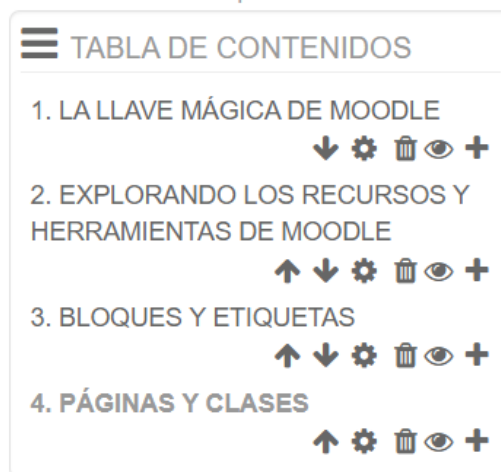 TABLA DE CONTENIDOS
1. LA LLAVE MÁGICA DE MOODLE
2. EXPLORANDO LOS RECURSOS Y
HERRAMIENTAS DE MOODLE
3. BLOQUES Y ETIQUETAS
4. PÁGINAS Y CLASES